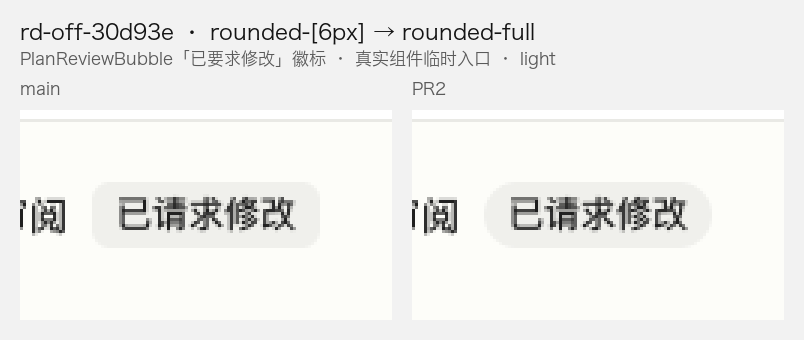 rd-off-30d93e · rounded-[6px] → rounded-full
PlanReviewBubble「已要求修改」徽标 · 真实组件临时入口 · light
main
PR2
阅 已请求修改
阅 已请求修改